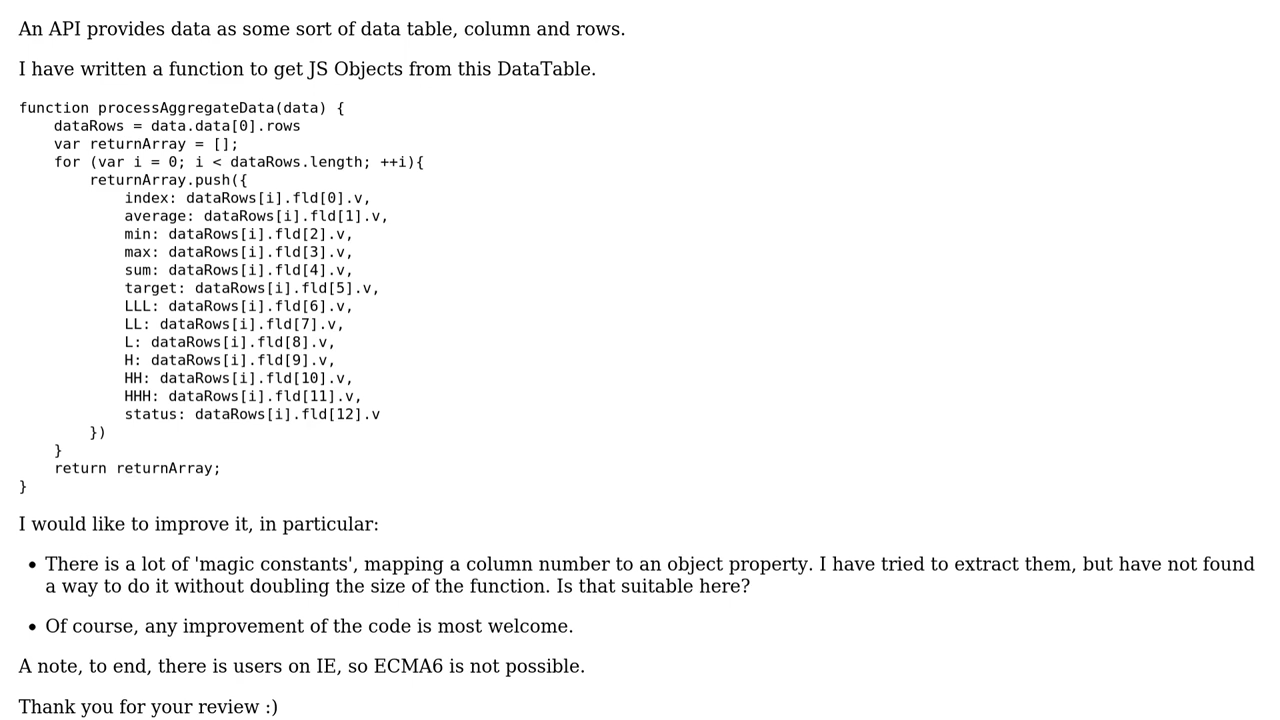 An API provides data as some sort of data table, column and rows.
I have written a function to get JS Objects from this DataTable.
function processAggregateData(data) {
    dataRows = data.data[0].rows
    var returnArray = [];
    for (var i = 0; i < dataRows.length; ++i){
        returnArray.push({
            index: dataRows[i].fld[0].v,
            average: dataRows[i].fld[1].v,
            min: dataRows[i].fld[2].v,
            max: dataRows[i].fld[3].v,
            sum: dataRows[i].fld[4].v,
            target: dataRows[i].fld[5].v,
            LLL: dataRows[i].fld[6].v,
            LL: dataRows[i].fld[7].v,
            L: dataRows[i].fld[8].v,
            H: dataRows[i].fld[9].v,
            HH: dataRows[i].fld[10].v,
            HHH: dataRows[i].fld[11].v,
            status: dataRows[i].fld[12].v
        })
    }
    return returnArray;
}
I would like to improve it, in particular:
• There is a lot of 'magic constants', mapping a column number to an object property. I have tried to extract them, but have not found
a way to do it without doubling the size of the function. Is that suitable here?
• Of course, any improvement of the code is most welcome.
A note, to end, there is users on IE, so ECMA6 is not possible.
Thank you for your review :)